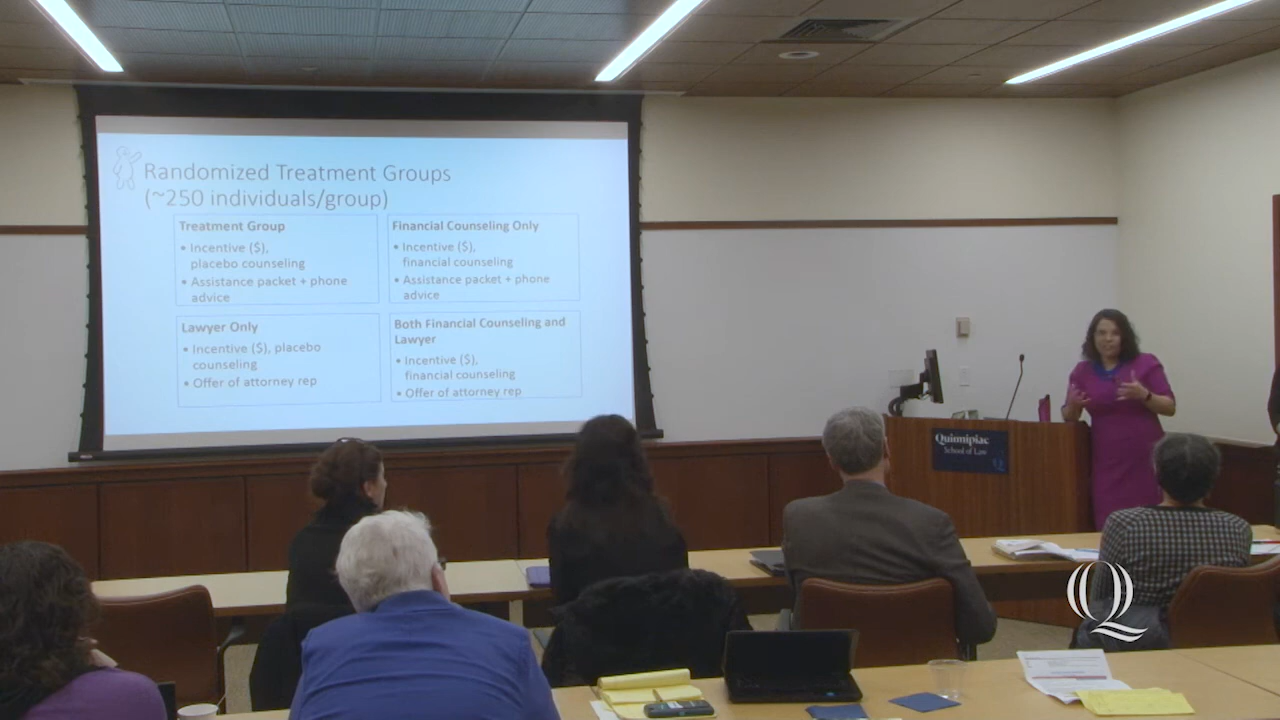 Randomized Treatment Groups
(~250 individuals/group)
Treatment Group
• Incentive ($),
placebo counseling
• Assistance packet + phone
advice
Financial Counseling Only
• Incentive ($),
financial counseling
• Assistance packet + phone
advice
Lawyer Only
• Incentive ($), placebo
counseling
• Offer of attorney rep
Both Financial Counseling and
Lawyer
• Incentive ($),
financial counseling
• Offer of attorney rep
Quinnipiac
School of Law
Q
Q